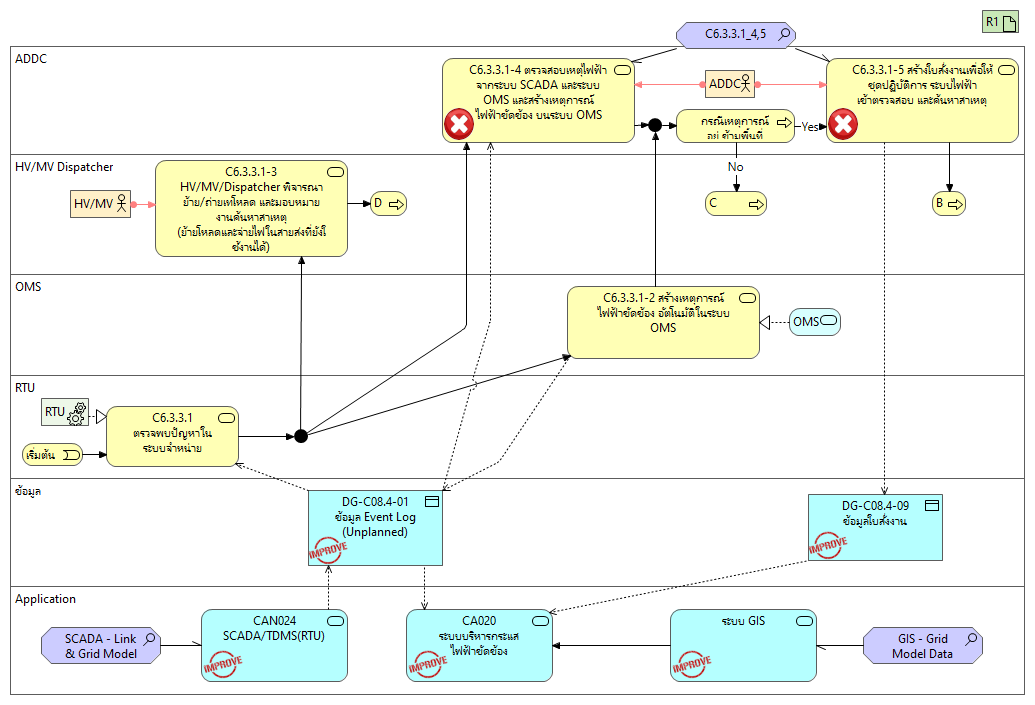 R1
C6.3.3.1_4,5
ADDC
C6.3.3.1-4 ตรวจสอบเหตุไฟฟ้า
จากระบบ SCADA และระบบ
OMS และสร้างเหตุการณ์
ไฟฟ้าขัดข้อง บนระบบ OMS
ADDC
C6.3.3.1-5 สร้างใบสั่งงานเพื่อให้
ชุดปฏิบัติการ ระบบไฟฟ้า
เข้าตรวจสอบ และค้นหาสาเหตุ
กรณีเหตุการณ์
อยู่ ข้ามพื้นที่
Yes
No
HV/MV Dispatcher
HV/MV
C6.3.3.1-3
HV/MV/Dispatcher พิจารณา
ย้าย/ถ่ายเทโหลด และมอบหมาย
งานค้นหาสาเหตุ
(ย้ายโหลดและจ่ายไฟในสายส่งที่ยังใ
ช้งานได้)
D
C
B
OMS
C6.3.3.1-2 สร้างเหตุการณ์
ไฟฟ้าขัดข้อง อัตโนมัติในระบบ
OMS
OMS
RTU
RTU
C6.3.3.1
ตรวจพบปัญหาใน
ระบบจำหน่าย
เริ่มต้น
ข้อมูล
DG-C08.4-01
ข้อมูล Event Log
(Unplanned)
IMPROVE
DG-C08.4-09
ข้อมูลใบสั่งงาน
IMPROVE
Application
SCADA - Link
& Grid Model
CAN024
SCADA/TDMS(RTU)
IMPROVE
CA020
ระบบบริหารกระแส
ไฟฟ้าขัดข้อง
IMPROVE
ระบบ GIS
IMPROVE
GIS - Grid
Model Data